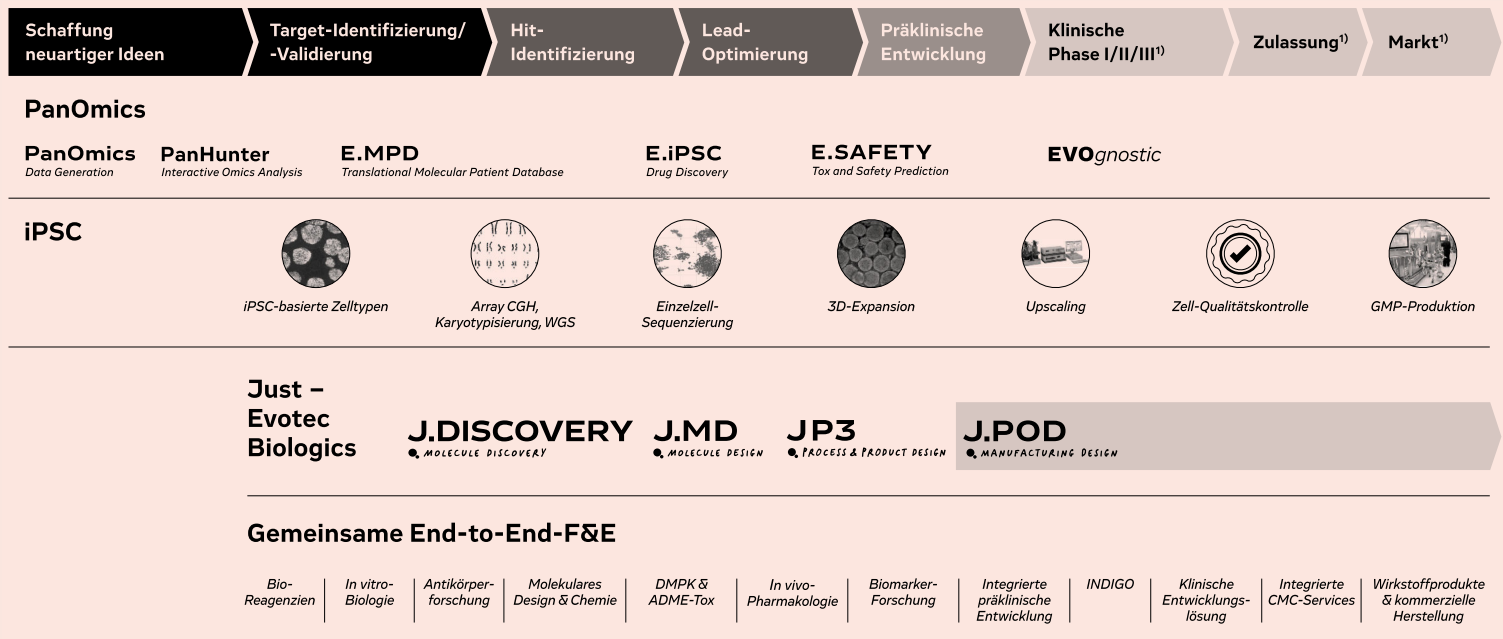 Schaffung
neuartiger Ideen
Target-Identifizierung/
-Validierung
Hit-
Identifizierung
Lead-
Optimierung
Präklinische
Entwicklung
Klinische
Phase I/II/III¹⁾
Zulassung¹⁾
Markt¹⁾
PanOmics
PanOmics
Data Generation
PanHunter
Interactive Omics Analysis
E.MPD
Translational Molecular Patient Database
E.iPSC
Drug Discovery
E.SAFETY
Tox and Safety Prediction
EVOgnostic
iPSC
iPSC-basierte Zelltypen
Array CGH,
Karyotypisierung, WGS
Einzelzell-
Sequenzierung
3D-Expansion
Upscaling
Zell-Qualitätskontrolle
GMP-Produktion
Just –
Evotec
Biologics
J.DISCOVERY
MOLECULE DISCOVERY
J.MD
MOLECULE DESIGN
JP3
PROCESS & PRODUCT DESIGN
J.POD
MANUFACTURING DESIGN
Gemeinsame End-to-End-F&E
Bio-
Reagenzien
In vitro-
Biologie
Antikörper-
forschung
Molekulares
Design & Chemie
DMPK &
ADME-Tox
In vivo-
Pharmakologie
Biomarker-
Forschung
Integrierte
präklinische
Entwicklung
INDIGO
Klinische
Entwicklungs-
lösung
Integrierte
CMC-Services
Wirkstoffprodukte
& kommerzielle
Herstellung